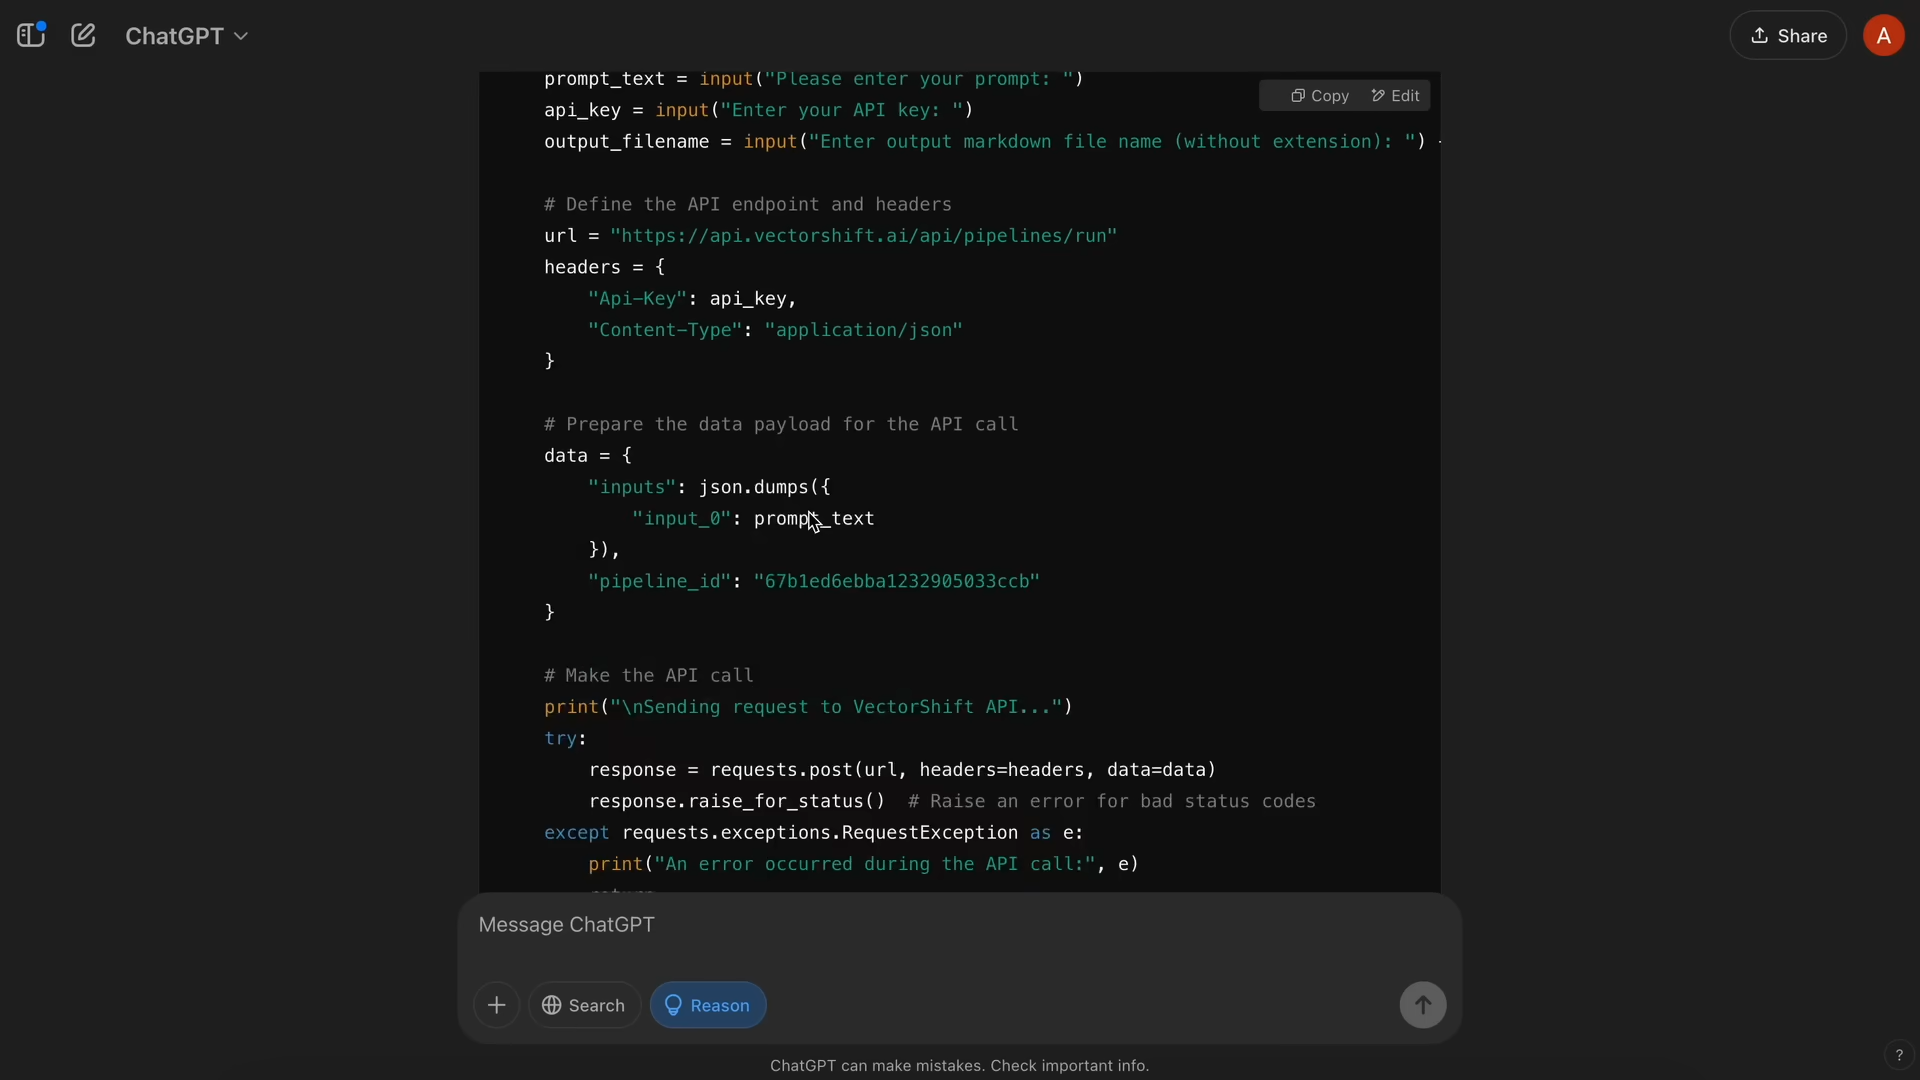 ChatGPT
Share
A
prompt_text = input("Please enter your prompt: ")
Copy
Edit
api_key = input("Enter your API key: ")
output_filename = input("Enter output markdown file name (without extension): ")
# Define the API endpoint and headers
url = "https://api.vectorshift.ai/api/pipelines/run"
headers = {
    "Api-Key": api_key,
    "Content-Type": "application/json"
}
# Prepare the data payload for the API call
data = {
    "inputs": json.dumps({
        "input_0": prompt_text
    }),
    "pipeline_id": "67b1ed6ebba1232905033ccb"
}
# Make the API call
print("\nSending request to VectorShift API...")
try:
    response = requests.post(url, headers=headers, data=data)
    response.raise_for_status()  # Raise an error for bad status codes
except requests.exceptions.RequestException as e:
    print("An error occurred during the API call:", e)
Message ChatGPT
Search
Reason
ChatGPT can make mistakes. Check important info.
?